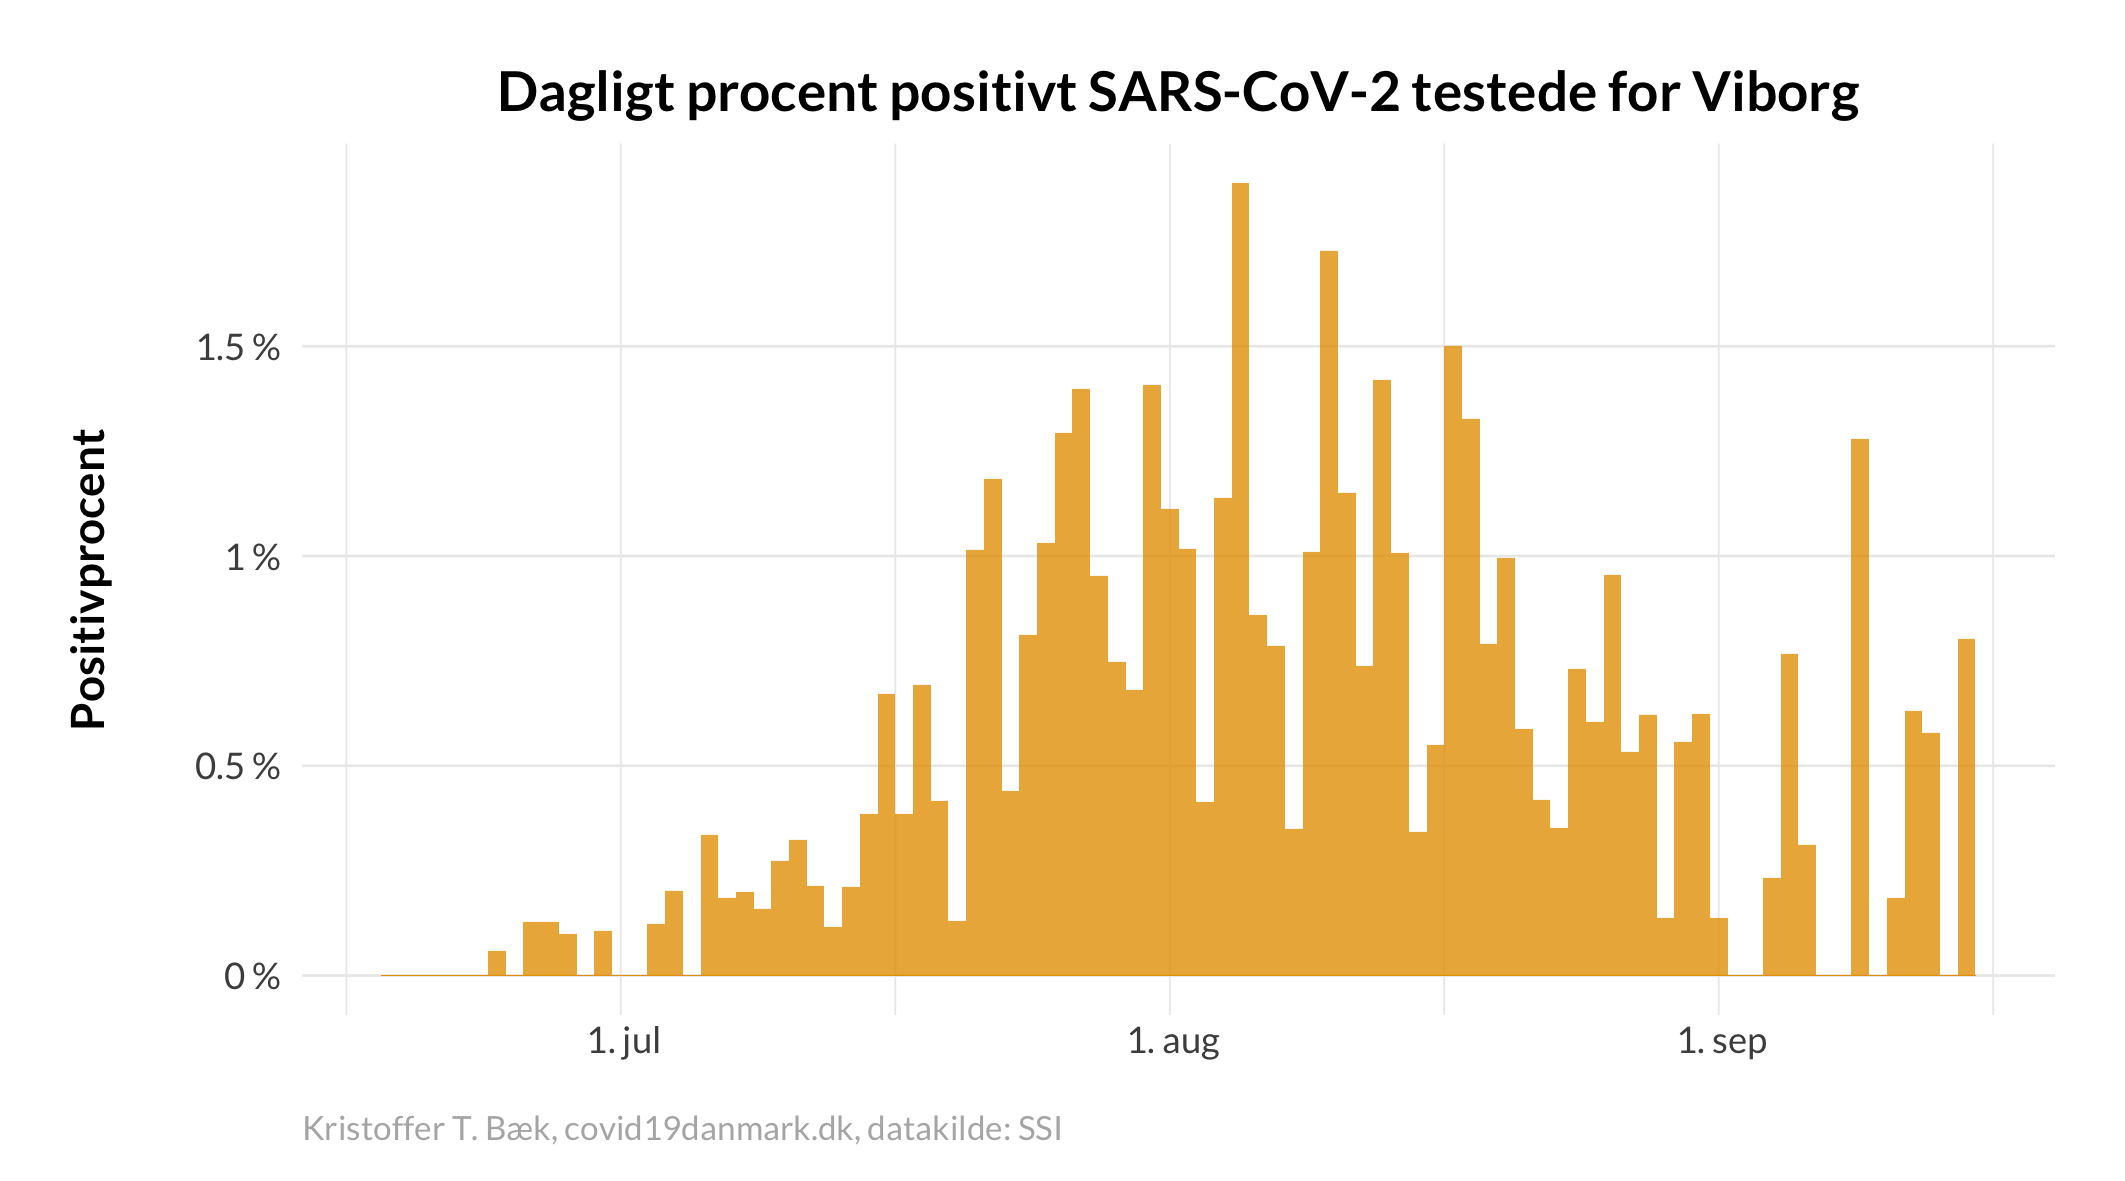 Dagligt procent positivt SARS-CoV-2 testede for Viborg
Positivprocent
1.5 %
1 %
0.5 %
0 %
1. jul
1. aug
1. sep
Kristoffer T. Bæk, covid19danmark.dk, datakilde: SSI